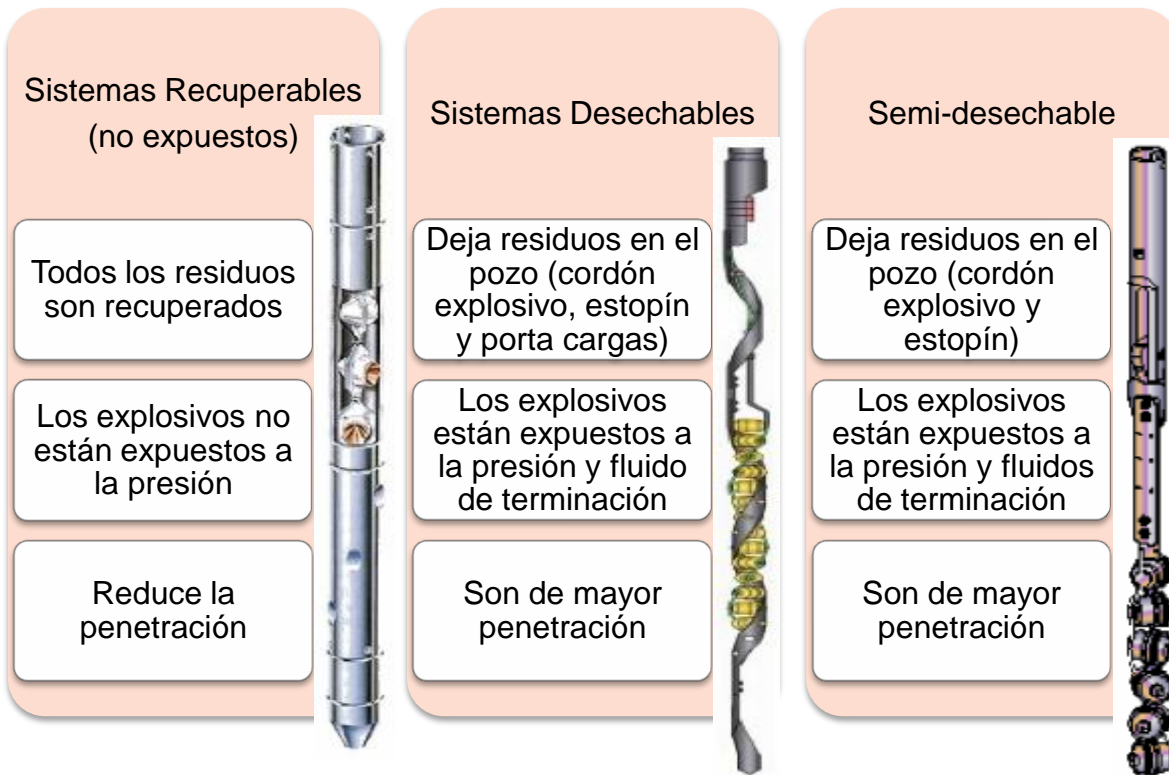 Sistemas Recuperables
(no expuestos)
Todos los residuos
son recuperados
Los explosivos no
están expuestos a
la presión
Reduce la
penetración
Sistemas Desechables
Deja residuos en el
pozo (cordón
explosivo, estopín
y porta cargas)
Los explosivos
están expuestos a
la presión y fluido
de terminación
Son de mayor
penetración
Semi-desechable
Deja residuos en el
pozo (cordón
explosivo y
estopín)
Los explosivos
están expuestos a
la presión y fluidos
de terminación
Son de mayor
penetración